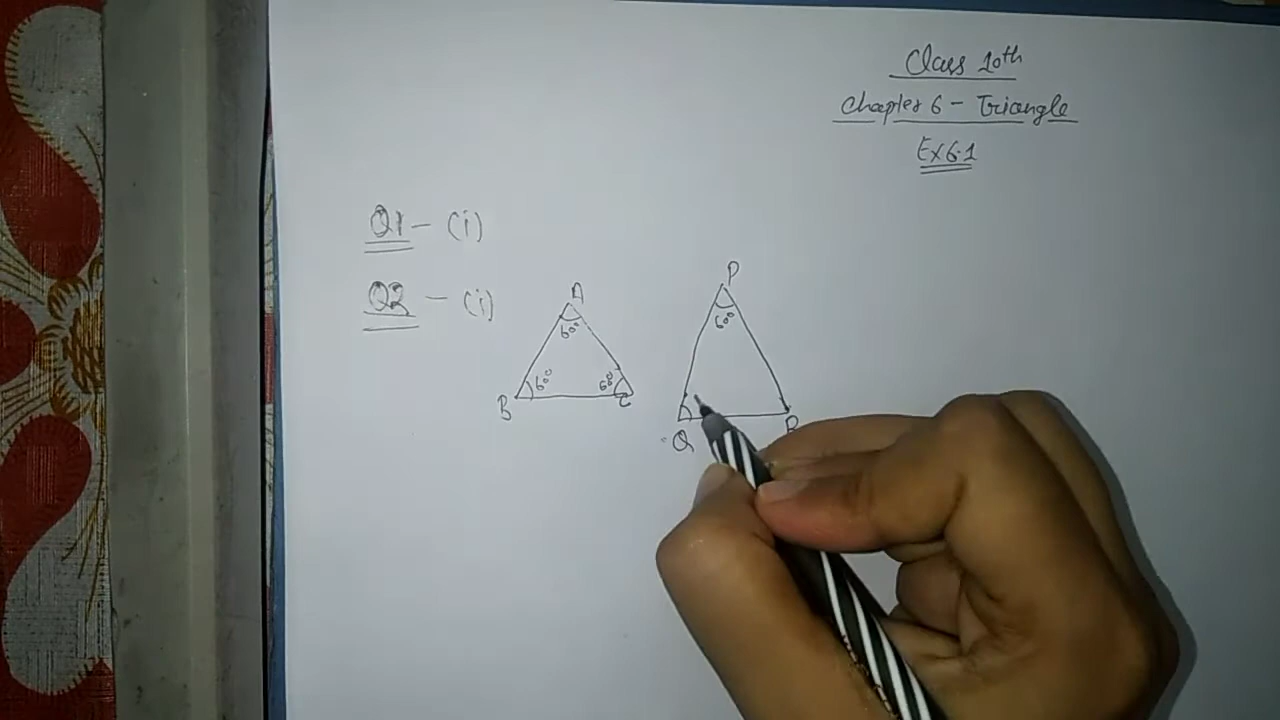 Class 10th
Chapter 6 - Triangle
Ex 6.1
Q1 - (i)
Q2 - (i)
A
60°
60°
60°
B
C
P
60°
Q
R